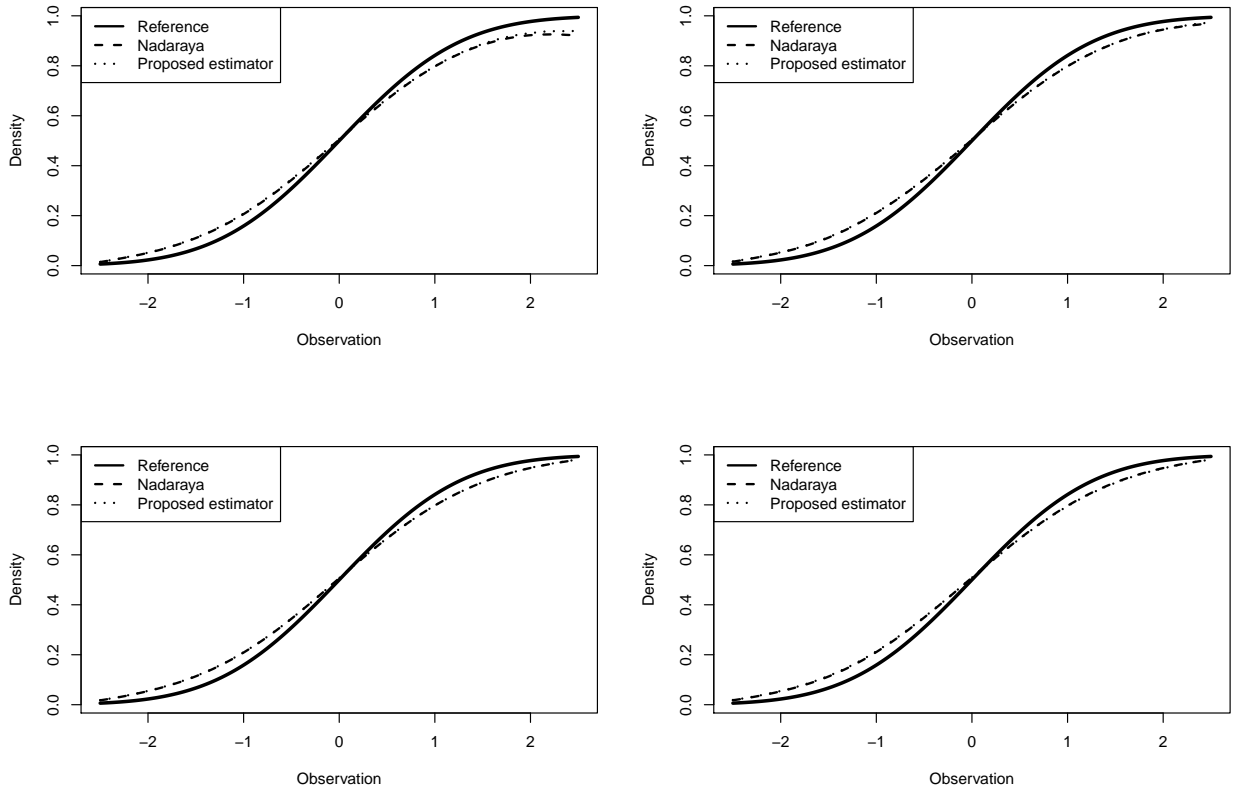 Reference
Nadaraya
Proposed estimator
Density
0.0 0.2 0.4 0.6 0.8 1.0
−2 −1 0 1 2
Observation
Reference
Nadaraya
Proposed estimator
Density
0.0 0.2 0.4 0.6 0.8 1.0
−2 −1 0 1 2
Observation
Reference
Nadaraya
Proposed estimator
Density
0.0 0.2 0.4 0.6 0.8 1.0
−2 −1 0 1 2
Observation
Reference
Nadaraya
Proposed estimator
Density
0.0 0.2 0.4 0.6 0.8 1.0
−2 −1 0 1 2
Observation